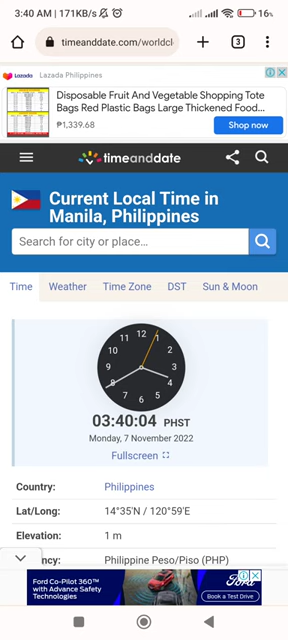 3:40 AM | 171KB/s
16%
timeanddate.com/worldcl
3
Lazada
Lazada Philippines
Disposable Fruit And Vegetable Shopping Tote
Bags Red Plastic Bags Large Thickened Food...
₱1,339.68
Shop now
timeanddate
Current Local Time in
Manila, Philippines
Search for city or place...
Time Weather Time Zone DST Sun & Moon
12
1
2
3
4
5
6
7
8
9
10
11
03:40:04 PHST
Monday, 7 November 2022
Fullscreen
Country: Philippines
Lat/Long: 14°35'N / 120°59'E
Elevation: 1 m
ncy: Philippine Peso/Piso (PHP)
Ford Co-Pilot 360™
with Advance Safety
Technologies
Ford
Book a Test Drive